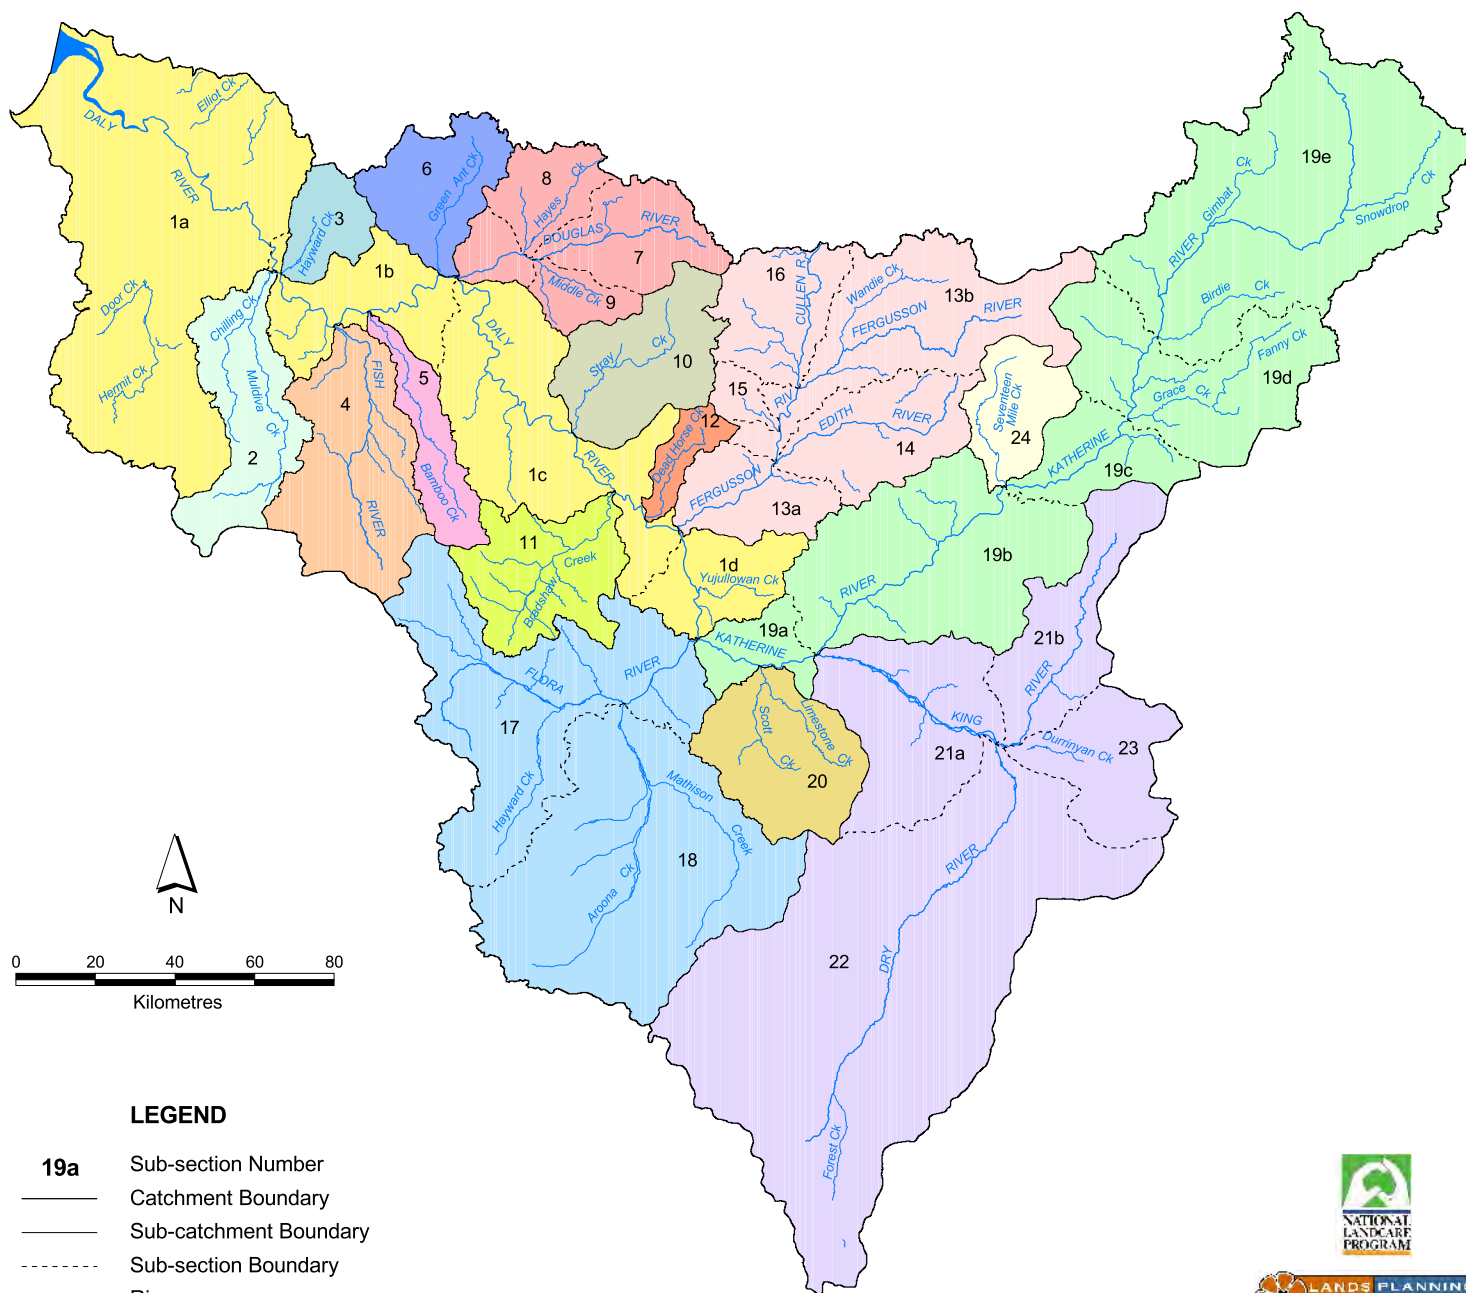 Elliot Ck
DALY
RIVER
1a
Door Ck
Hermit Ck
3
Hayward Ck
6
Green Ant Ck
8
Hayes Ck
DOUGLAS RIVER
7
Middle Ck
9
1b
Chilling Ck
Muldiva Ck
2
4
FISH
RIVER
5
Bamboo Ck
DALY
RIVER
1c
Stray Ck
10
Dead Horse Ck
12
11
Bradshaw Creek
16
CULLEN R.
Wandie Ck
13b
FERGUSSON RIVER
15
RIV
EDITH RIVER
14
FERGUSSON
13a
Seventeen
Mile Ck
24
19e
Gimbat Ck
RIVER
Snowdrop Ck
Birdie Ck
Fanny Ck
Grace Ck
19d
KATHERINE
19c
19b
RIVER
1d
Yujullowan Ck
19a
KATHERINE
FLORA RIVER
17
Hayward Ck
Mathison Creek
18
Aroona Ck
Scott Ck
Limestone Ck
20
KING
21a
21b
RIVER
Durrinyan Ck
23
RIVER
DRY
22
Forest Ck
N
0 20 40 60 80
Kilometres
LEGEND
19a Sub-section Number
Catchment Boundary
Sub-catchment Boundary
Sub-section Boundary
NATIONAL
LANDCARE
PROGRAM
LANDS PLANNING